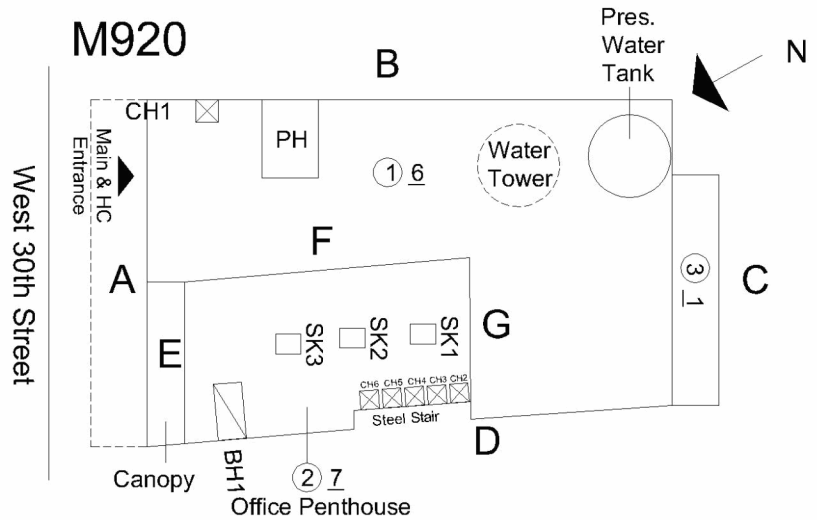 M920
B
Pres.
Water
Tank
N
CH1
Main & HC
Entrance
PH
1 6
Water
Tower
West 30th Street
A
F
3 1
C
E
SK3
SK2
SK1
G
CH6
CH5
CH4
CH3
CH2
Steel Stair
D
Canopy
BH1
2 7
Office Penthouse